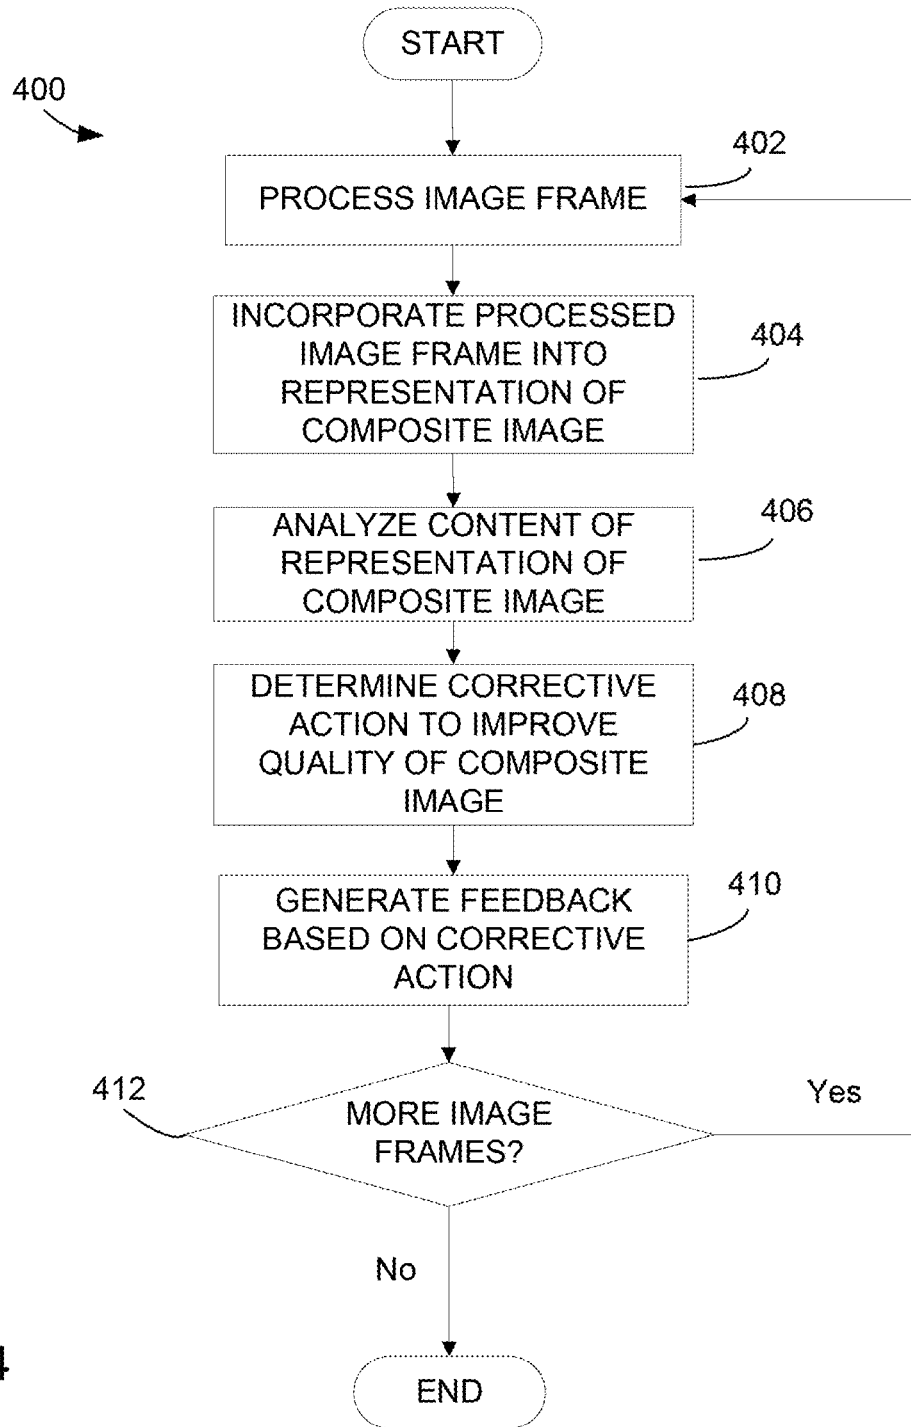 START
400
402
PROCESS IMAGE FRAME
INCORPORATE PROCESSED
IMAGE FRAME INTO
REPRESENTATION OF
COMPOSITE IMAGE
404
ANALYZE CONTENT OF
REPRESENTATION OF
COMPOSITE IMAGE
406
DETERMINE CORRECTIVE
ACTION TO IMPROVE
QUALITY OF COMPOSITE
IMAGE
408
GENERATE FEEDBACK
BASED ON CORRECTIVE
ACTION
410
412
MORE IMAGE
FRAMES?
Yes
No
END